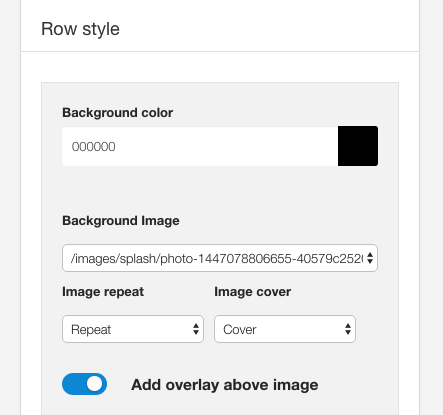 Row style
Background color
000000
Background Image
/images/splash/photo-1447078806655-40579c252
Image repeat Image cover
Repeat Cover
Add overlay above image